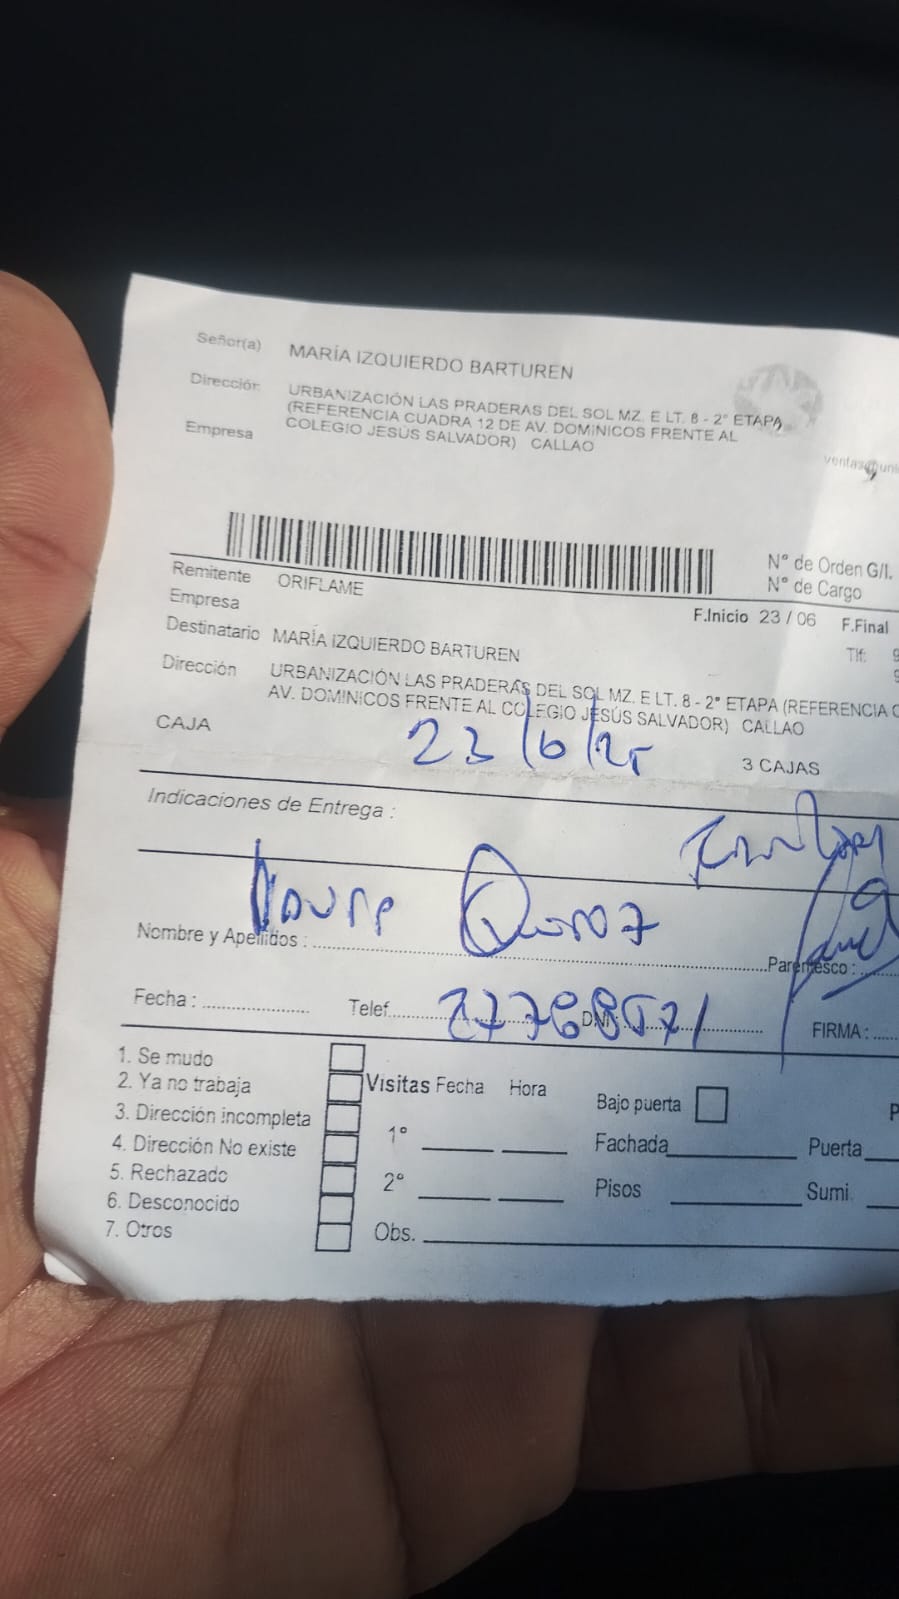 Señor(a) MARÍA IZQUIERDO BARTUREN
Dirección: URBANIZACIÓN LAS PRADERAS DEL SOL MZ. E LT. 8 - 2° ETAPA
(REFERENCIA CUADRA 12 DE AV. DOMINICOS FRENTE AL
Empresa COLEGIO JESÚS SALVADOR) CALLAO
ventas@uni
N° de Orden G/I.
N° de Cargo
Remitente ORIFLAME
Empresa
F.Inicio 23 / 06 F.Final
Destinatario MARÍA IZQUIERDO BARTUREN
Tlf: 9
9
Dirección URBANIZACIÓN LAS PRADERAS DEL SOL MZ. E LT. 8 - 2° ETAPA (REFERENCIA C
AV. DOMINICOS FRENTE AL COLEGIO JESÚS SALVADOR) CALLAO
CAJA 23/6/25 3 CAJAS
Indicaciones de Entrega :
Nombre y Apellidos : Parentesco :
Fecha : Telef. DNI FIRMA :
1. Se mudo
2. Ya no trabaja Visitas Fecha Hora Bajo puerta P
3. Dirección incompleta 1° Fachada Puerta
4. Dirección No existe
5. Rechazado 2° Pisos Sumi.
6. Desconocido
7. Otros Obs.